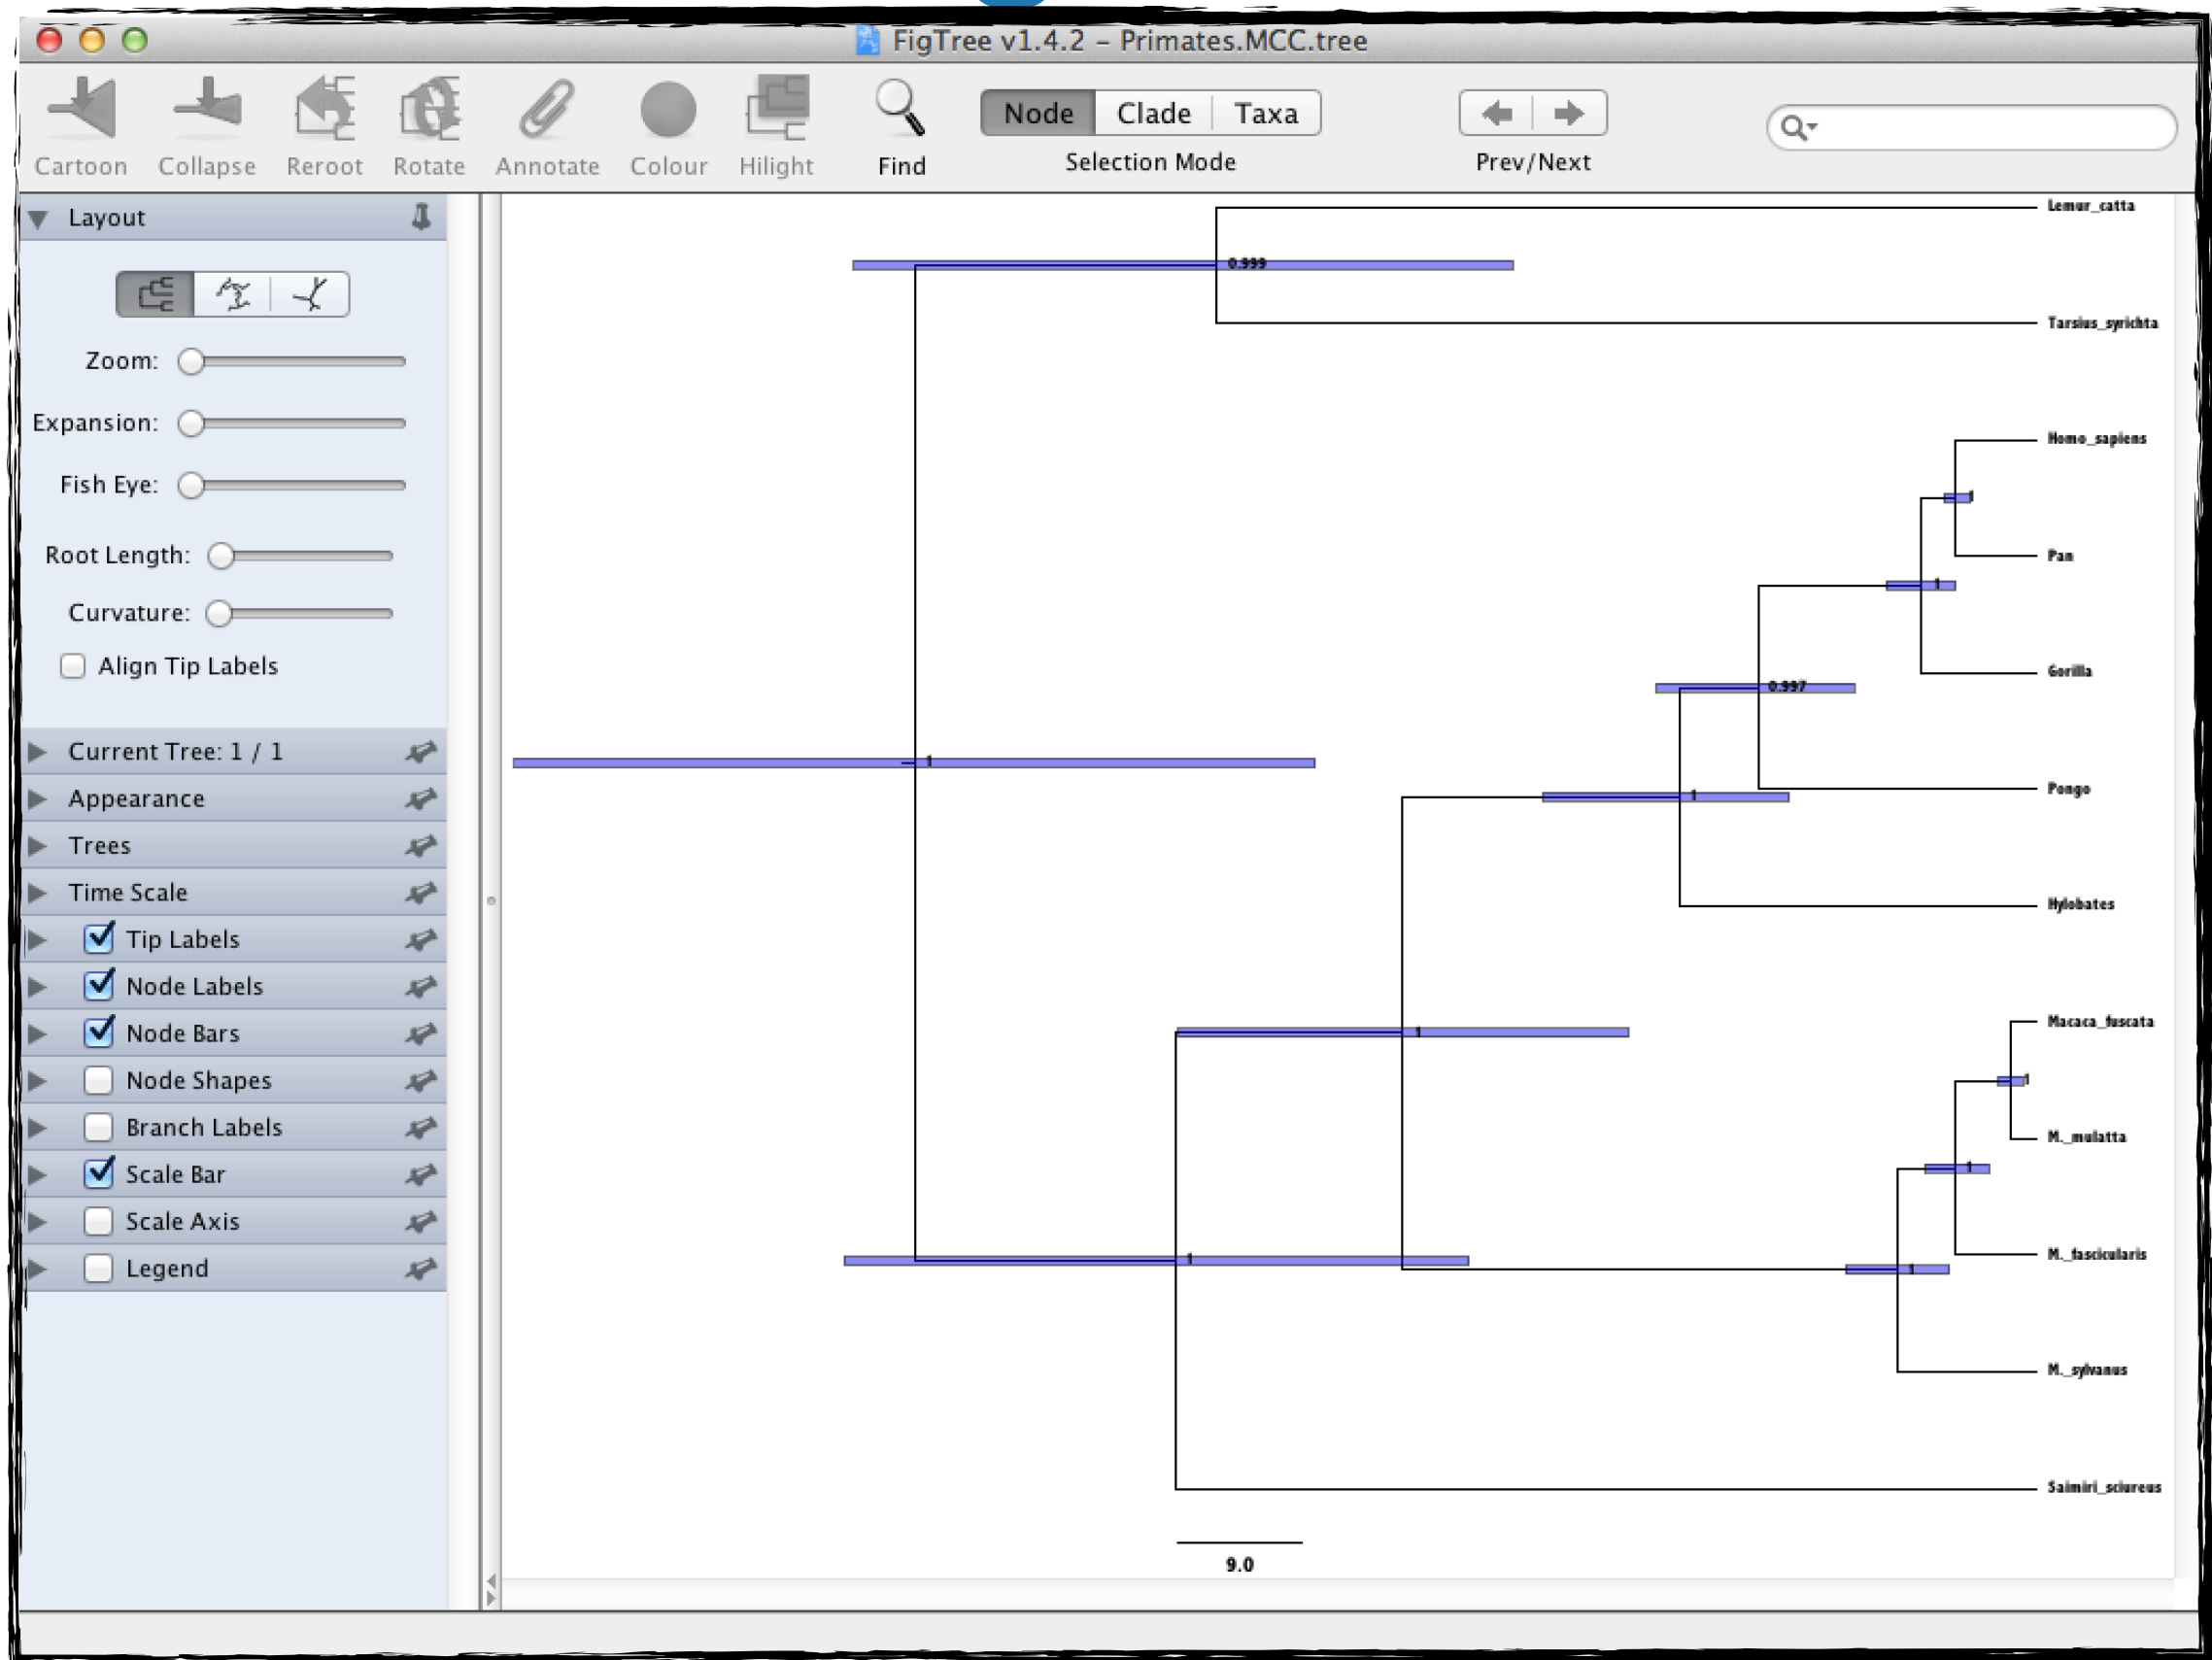 FigTree v1.4.2 – Primates.MCC.tree
Cartoon Collapse Reroot Rotate Annotate Colour Hilight Find
Node Clade Taxa
Selection Mode
Prev/Next
Layout
Zoom:
Expansion:
Fish Eye:
Root Length:
Curvature:
Align Tip Labels
Current Tree: 1 / 1
Appearance
Trees
Time Scale
Tip Labels
Node Labels
Node Bars
Node Shapes
Branch Labels
Scale Bar
Scale Axis
Legend
Lemur_catta
0.999
Tarsius_syrichta
Homo_sapiens
1
Pan
1
Gorilla
0.997
1
Pongo
1
Hylobates
Macaca_fuscata
1
1
M._mulatta
1
M._fascicularis
1
1
M._sylvanus
Saimiri_sciureus
9.0